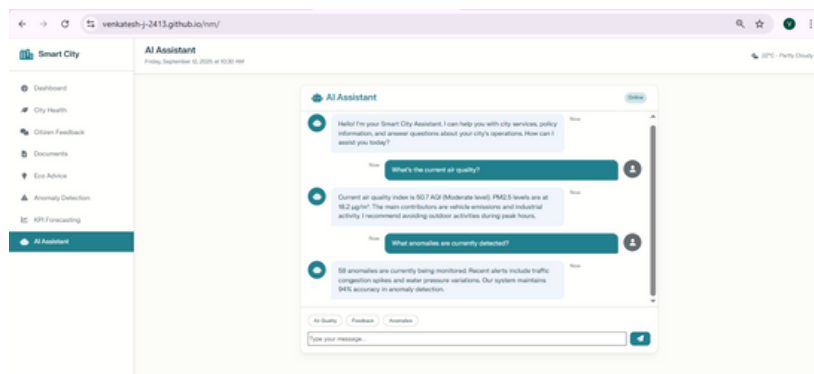 venkatesh-j-2413.github.io/nm/
V
Smart City
AI Assistant
Friday, September 12, 2025 at 10:30 AM
22°C - Partly Cloudy
Dashboard
City Health
Citizen Feedback
Documents
Eco Advice
Anomaly Detection
KPI Forecasting
AI Assistant
AI Assistant
Online
Hello! I'm your Smart City Assistant. I can help you with city services, policy
information, and answer questions about your city's operations. How can I
assist you today?
Now
Now
What's the current air quality?
Current air quality index is 50.7 AQI (Moderate level). PM2.5 levels are at
18.2 µg/m³. The main contributors are vehicle emissions and industrial
activity. I recommend avoiding outdoor activities during peak hours.
Now
Now
What anomalies are currently detected?
58 anomalies are currently being monitored. Recent alerts include traffic
congestion spikes and water pressure variations. Our system maintains
94% accuracy in anomaly detection.
Now
Air Quality
Feedback
Anomalies
Type your message...